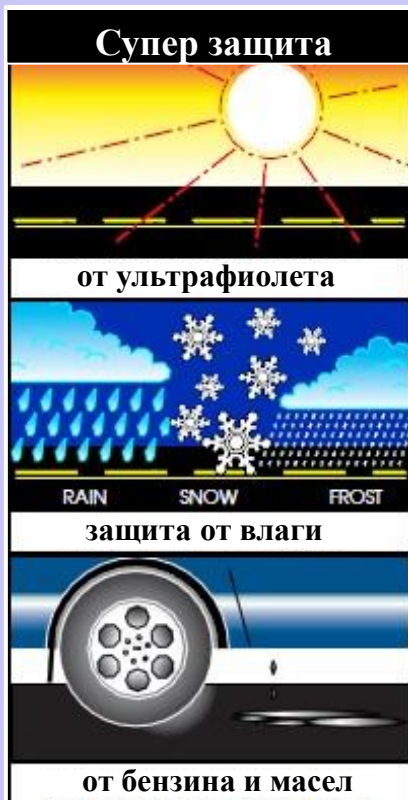 Супер защита
от ультрафиолета
RAIN SNOW FROST
защита от влаги
от бензина и масел